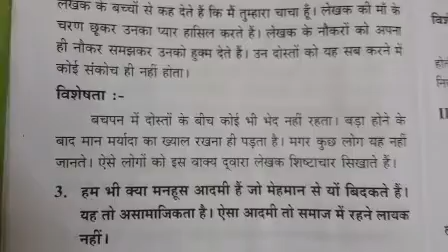 लेखक के बच्चों से कह देते हैं कि मैं तुम्हारा चाचा हूँ। लेखक की माँ के
चरण छूकर उनका प्यार हासिल करते हैं। लेखक के नौकरों को अपना
ही नौकर समझकर उनको हुक्म देते हैं। उन दोस्तों को यह सब करने में
कोई संकोच ही नहीं होता।
विशेषता :-
बचपन में दोस्तों के बीच कोई भी भेद नहीं रहता। बड़ा होने के
बाद मान मर्यादा का ख्याल रखना ही पड़ता है। मगर कुछ लोग यह नहीं
जानते। ऐसे लोगों को इस वाक्य द्वारा लेखक शिष्टाचार सिखाते हैं।
3. हम भी क्या मनहूस आदमी हैं जो मेहमान से यों बिदकते हैं।
यह तो असामाजिकता है। ऐसा आदमी तो समाज में रहने लायक
नहीं।